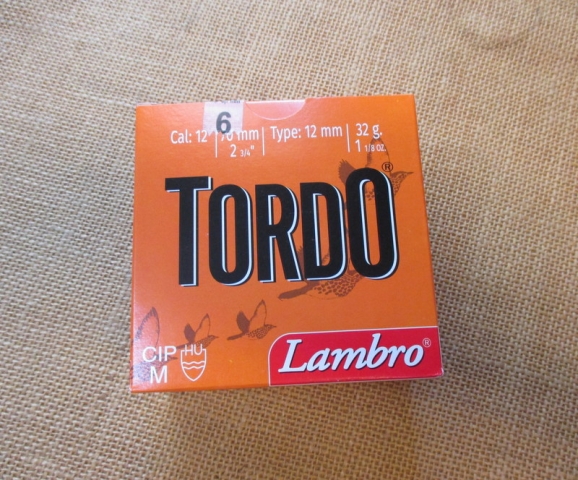 6
Cal: 12 mm Type: 12 mm 32 g.
2 3/4" 1 1/8 OZ.
TORDO®
CIP HU
M
Lambro®